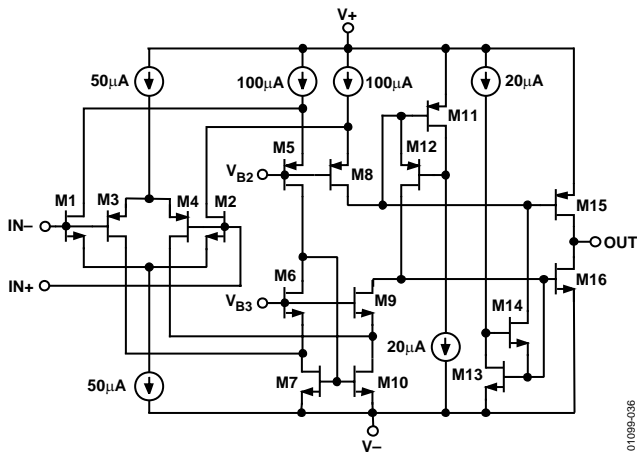 V+
50µA
100µA
100µA
20µA
M11
M5
M12
VB2
M8
M1
M3
M4
M2
M15
IN−
OUT
IN+
M6
M16
VB3
M9
M14
20µA
M13
50µA
M7
M10
V−
01099-036